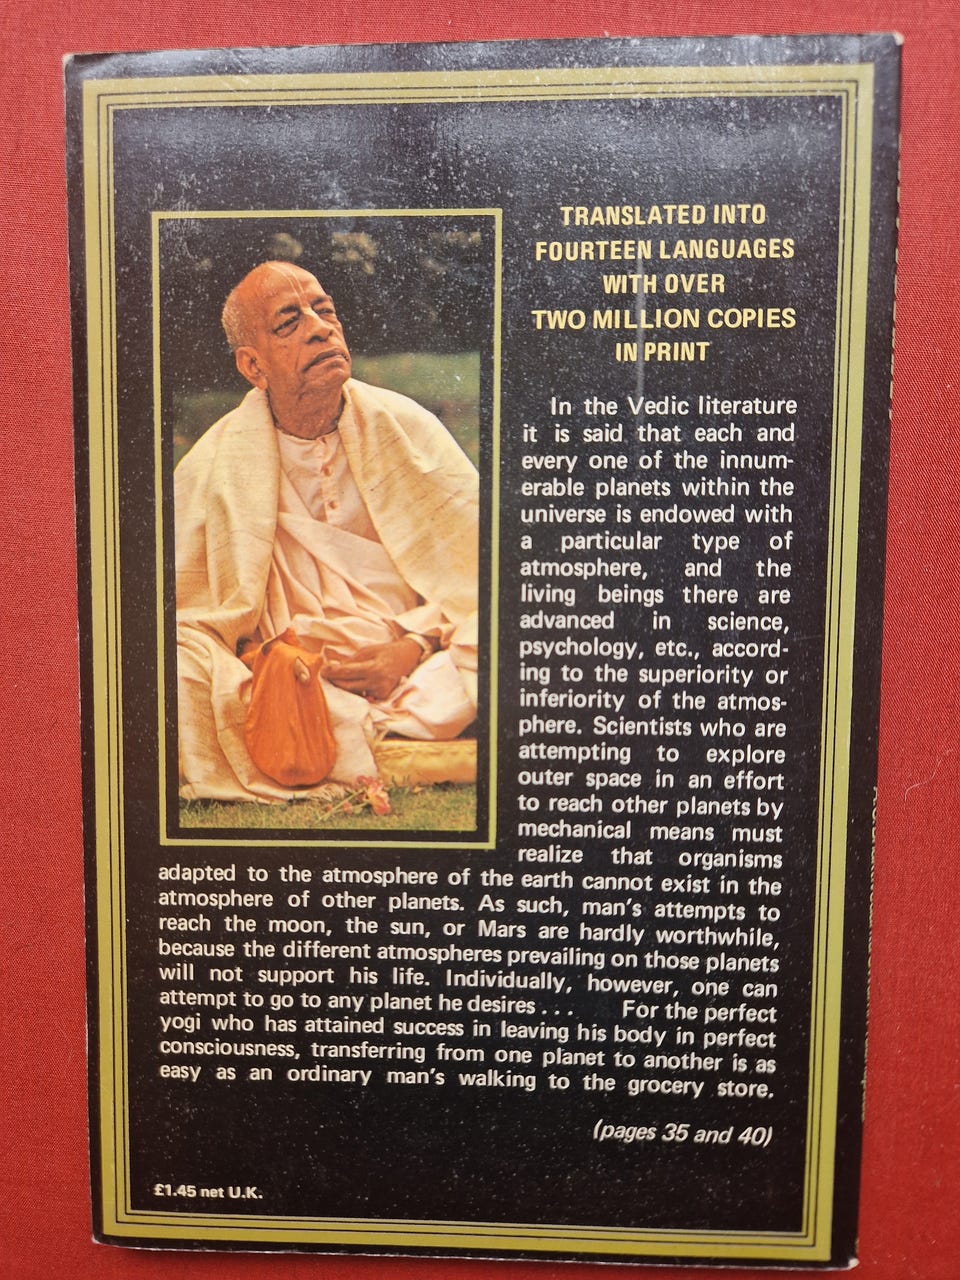 TRANSLATED INTO
FOURTEEN LANGUAGES
WITH OVER
TWO MILLION COPIES
IN PRINT
In the Vedic literature
it is said that each and
every one of the innum-
erable planets within the
universe is endowed with
a particular type of
atmosphere, and the
living beings there are
advanced in science,
psychology, etc., accord-
ing to the superiority or
inferiority of the atmos-
phere. Scientists who are
attempting to explore
outer space in an effort
to reach other planets by
mechanical means must
realize that organisms
adapted to the atmosphere of the earth cannot exist in the
atmosphere of other planets. As such, man's attempts to
reach the moon, the sun, or Mars are hardly worthwhile,
because the different atmospheres prevailing on those planets
will not support his life. Individually, however, one can
attempt to go to any planet he desires . . . For the perfect
yogi who has attained success in leaving his body in perfect
consciousness, transferring from one planet to another is as
easy as an ordinary man's walking to the grocery store.
(pages 35 and 40)
£1.45 net U.K.